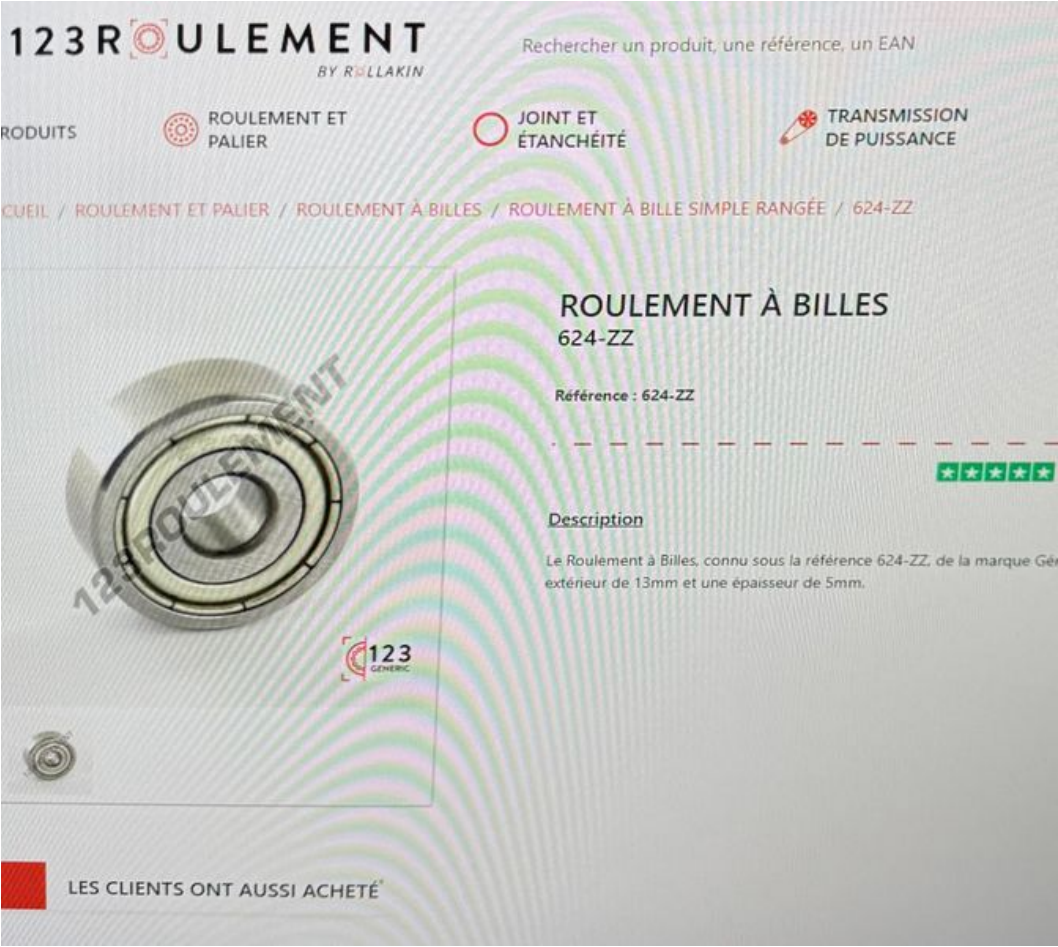 123ROULEMENT
BY ROLLAKIN
Rechercher un produit, une référence, un EAN
RODUITS
ROULEMENT ET
PALIER
JOINT ET
ÉTANCHÉITÉ
TRANSMISSION
DE PUISSANCE
CUEIL / ROULEMENT ET PALIER / ROULEMENT À BILLES / ROULEMENT À BILLE SIMPLE RANGÉE / 624-ZZ
ROULEMENT À BILLES
624-ZZ
Référence : 624-ZZ
Description
Le Roulement à Billes, connu sous la référence 624-ZZ, de la marque Gé
extérieur de 13mm et une épaisseur de 5mm.
123ROULEMENT
123
GENERIC
LES CLIENTS ONT AUSSI ACHETÉ*